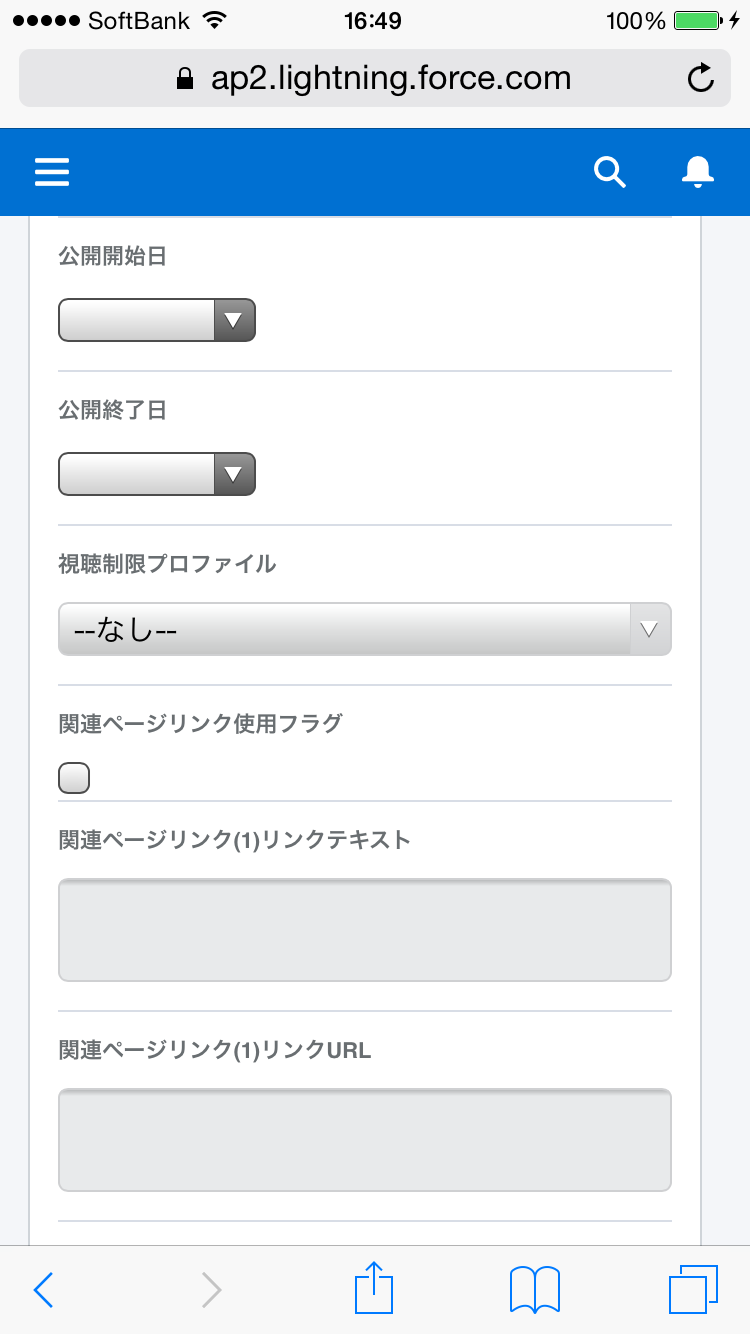 SoftBank 16:49 100%
ap2.lightning.force.com
公開開始日
公開終了日
視聴制限プロファイル
--なし--
関連ページリンク使用フラグ
関連ページリンク(1)リンクテキスト
関連ページリンク(1)リンクURL